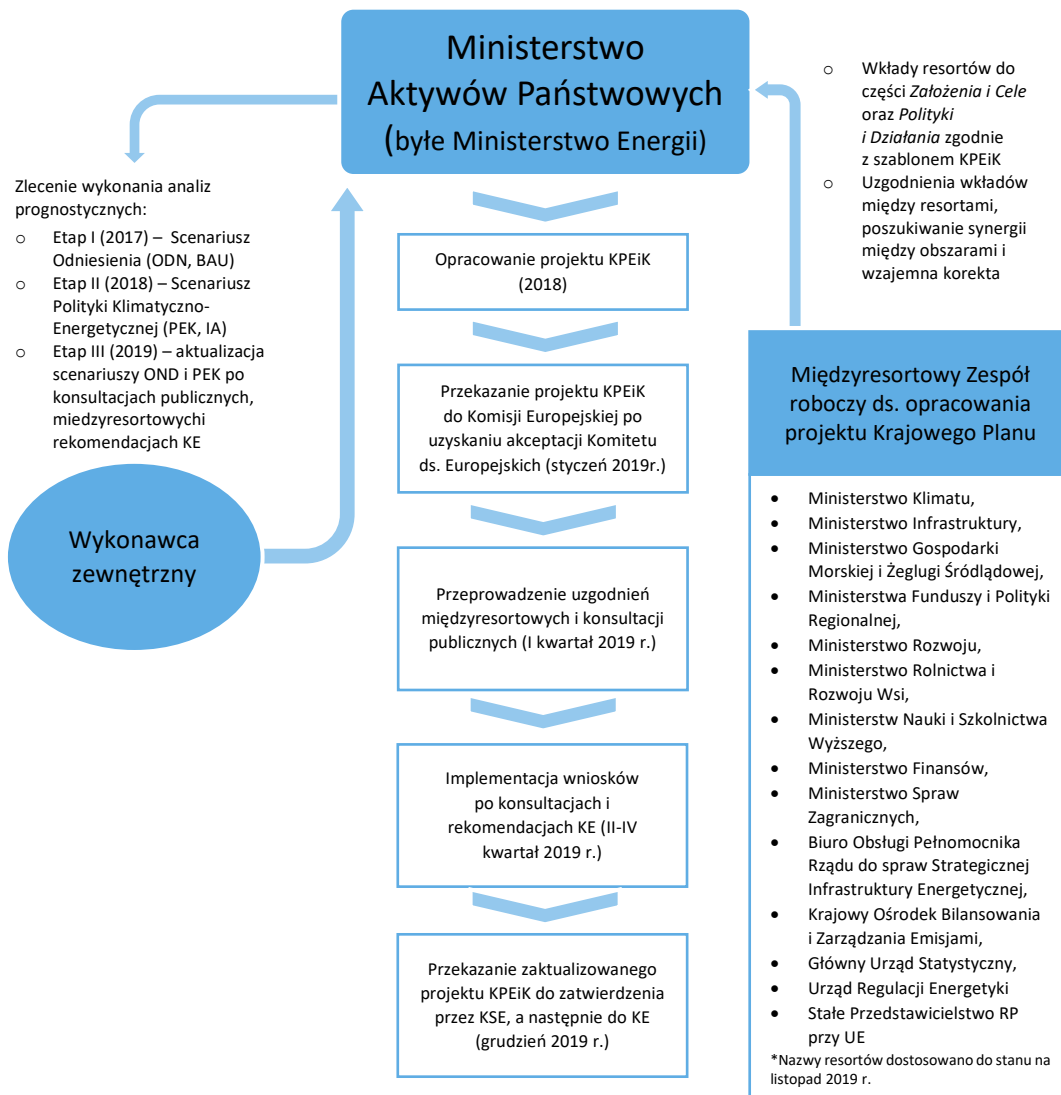 Ministerstwo
Aktywów Państwowych
(byłe Ministerstwo Energii)
Zlecenie wykonania analiz
prognostycznych:
o Etap I (2017) – Scenariusz
Odniesienia (ODN, BAU)
o Etap II (2018) – Scenariusz
Polityki Klimatyczno-
Energetycznej (PEK, IA)
o Etap III (2019) – aktualizacja
scenariuszy OND i PEK po
konsultacjach publicznych,
miedzyresortowychi
rekomendacjach KE
Wykonawca
zewnętrzny
Opracowanie projektu KPEiK
(2018)
Przekazanie projektu KPEiK
do Komisji Europejskiej po
uzyskaniu akceptacji Komitetu
ds. Europejskich (styczeń 2019r.)
Przeprowadzenie uzgodnień
międzyresortowych i konsultacji
publicznych (I kwartał 2019 r.)
Implementacja wniosków
po konsultacjach i
rekomendacjach KE (II-IV
kwartał 2019 r.)
Przekazanie zaktualizowanego
projektu KPEiK do zatwierdzenia
przez KSE, a następnie do KE
(grudzień 2019 r.)
o Wkłady resortów do
części Założenia i Cele
oraz Polityki
i Działania zgodnie
z szablonem KPEiK
o Uzgodnienia wkładów
między resortami,
poszukiwanie synergii
między obszarami i
wzajemna korekta
Międzyresortowy Zespół
roboczy ds. opracowania
projektu Krajowego Planu
• Ministerstwo Klimatu,
• Ministerstwo Infrastruktury,
• Ministerstwo Gospodarki
Morskiej i Żeglugi Śródlądowej,
• Ministerstwa Funduszy i Polityki
Regionalnej,
• Ministerstwo Rozwoju,
• Ministerstwo Rolnictwa i
Rozwoju Wsi,
• Ministerstw Nauki i Szkolnictwa
Wyższego,
• Ministerstwo Finansów,
• Ministerstwo Spraw
Zagranicznych,
• Biuro Obsługi Pełnomocnika
Rządu do spraw Strategicznej
Infrastruktury Energetycznej,
• Krajowy Ośrodek Bilansowania
i Zarządzania Emisjami,
• Główny Urząd Statystyczny,
• Urząd Regulacji Energetyki
• Stałe Przedstawicielstwo RP
przy UE
*Nazwy resortów dostosowano do stanu na
listopad 2019 r.